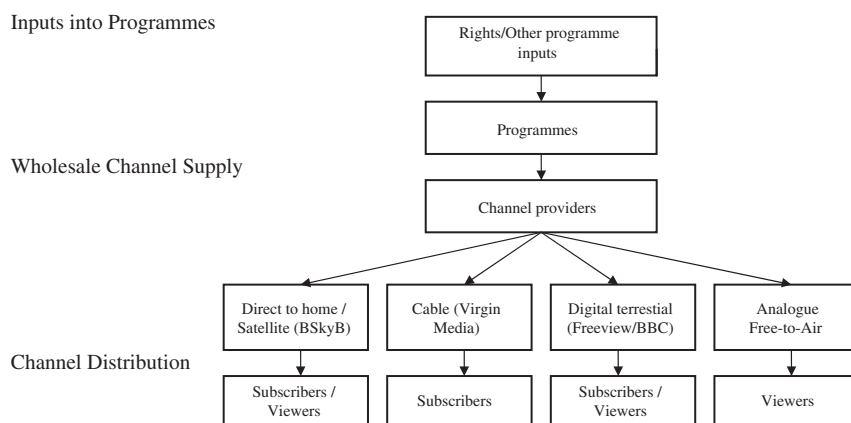 Inputs into Programmes
Rights/Other programme
inputs
Programmes
Wholesale Channel Supply
Channel providers
Direct to home /
Satellite (BSkyB)
Cable (Virgin
Media)
Digital terrestial
(Freeview/BBC)
Analogue
Free-to-Air
Channel Distribution
Subscribers /
Viewers
Subscribers
Subscribers /
Viewers
Viewers